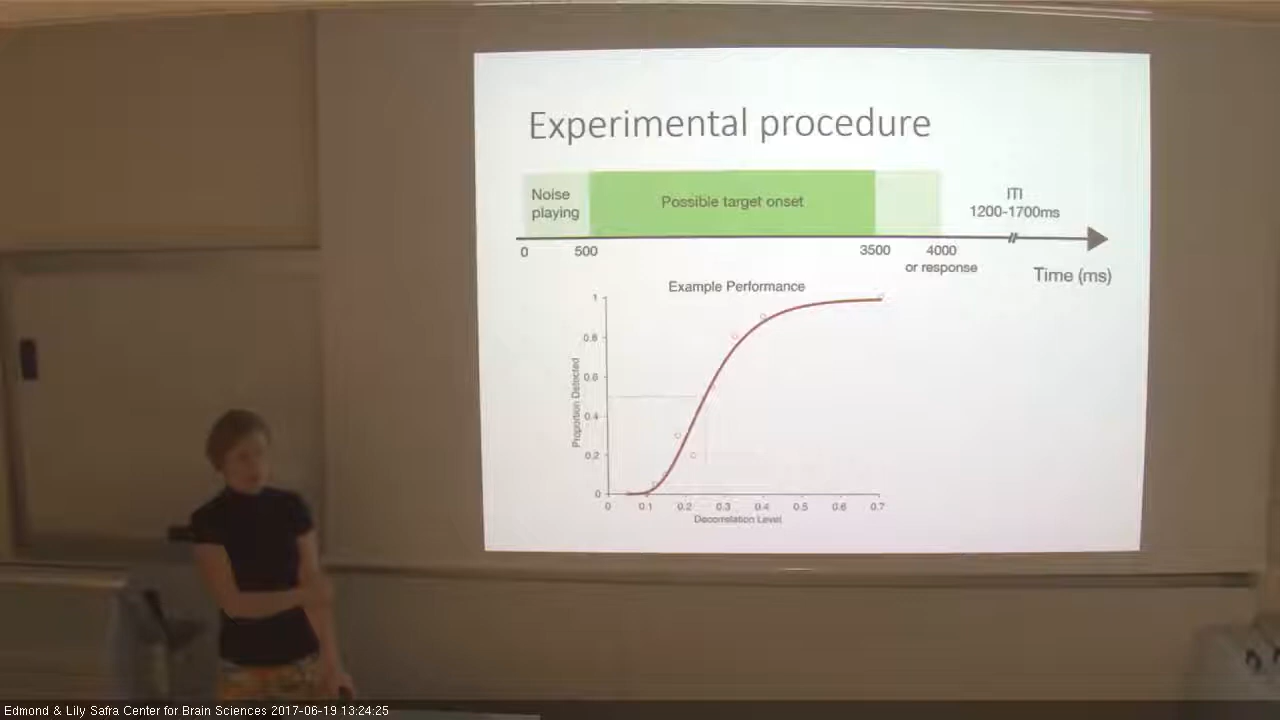 Experimental procedure
Noise
playing
Possible target onset
ITI
1200-1700ms
0
500
3500
4000
or response
Time (ms)
Example Performance
1
0.8
0.6
0.4
0.2
0
Proportion Detected
0
0.1
0.2
0.3
0.4
0.5
0.6
0.7
Decorrelation Level
Edmond & Lily Safra Center for Brain Sciences 2017-06-19 13:24:25